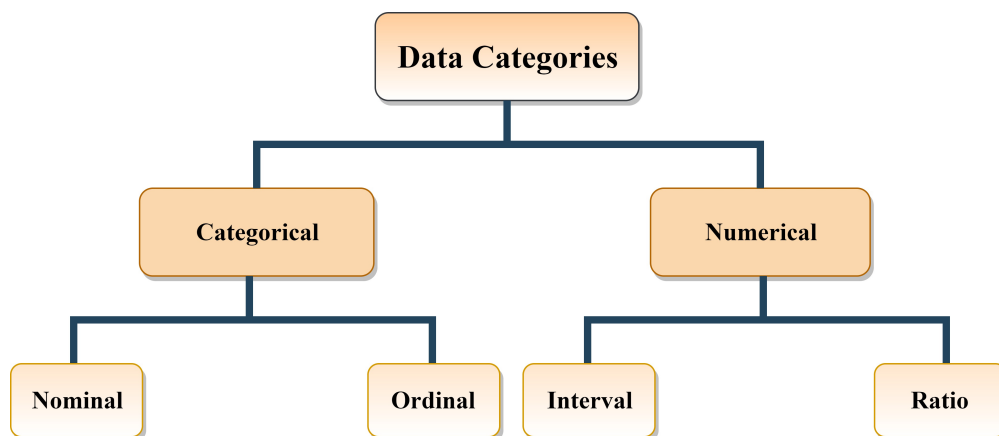 Data Categories
Categorical
Numerical
Nominal
Ordinal
Interval
Ratio